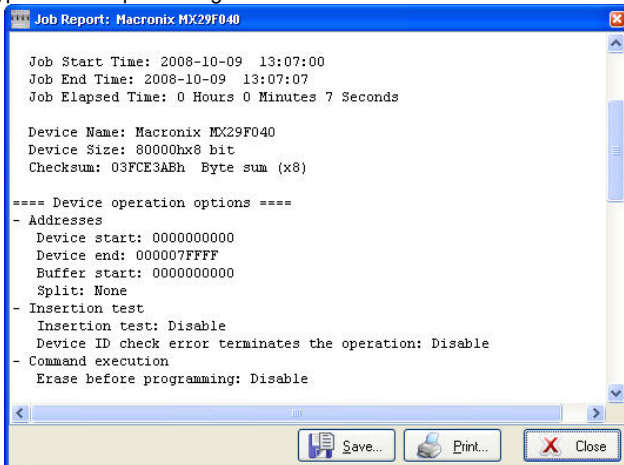 Job Report: Macronix MX29F040
Job Start Time: 2008-10-09  13:07:00
Job End Time: 2008-10-09  13:07:07
Job Elapsed Time: 0 Hours 0 Minutes 7 Seconds
Device Name: Macronix MX29F040
Device Size: 80000hx8 bit
Checksum: 03FCE3ABh  Byte sum (x8)
==== Device operation options ====
- Addresses
Device start: 0000000000
Device end: 000007FFFF
Buffer start: 0000000000
Split: None
- Insertion test
Insertion test: Disable
Device ID check error terminates the operation: Disable
- Command execution
Erase before programming: Disable
Save... Print... Close